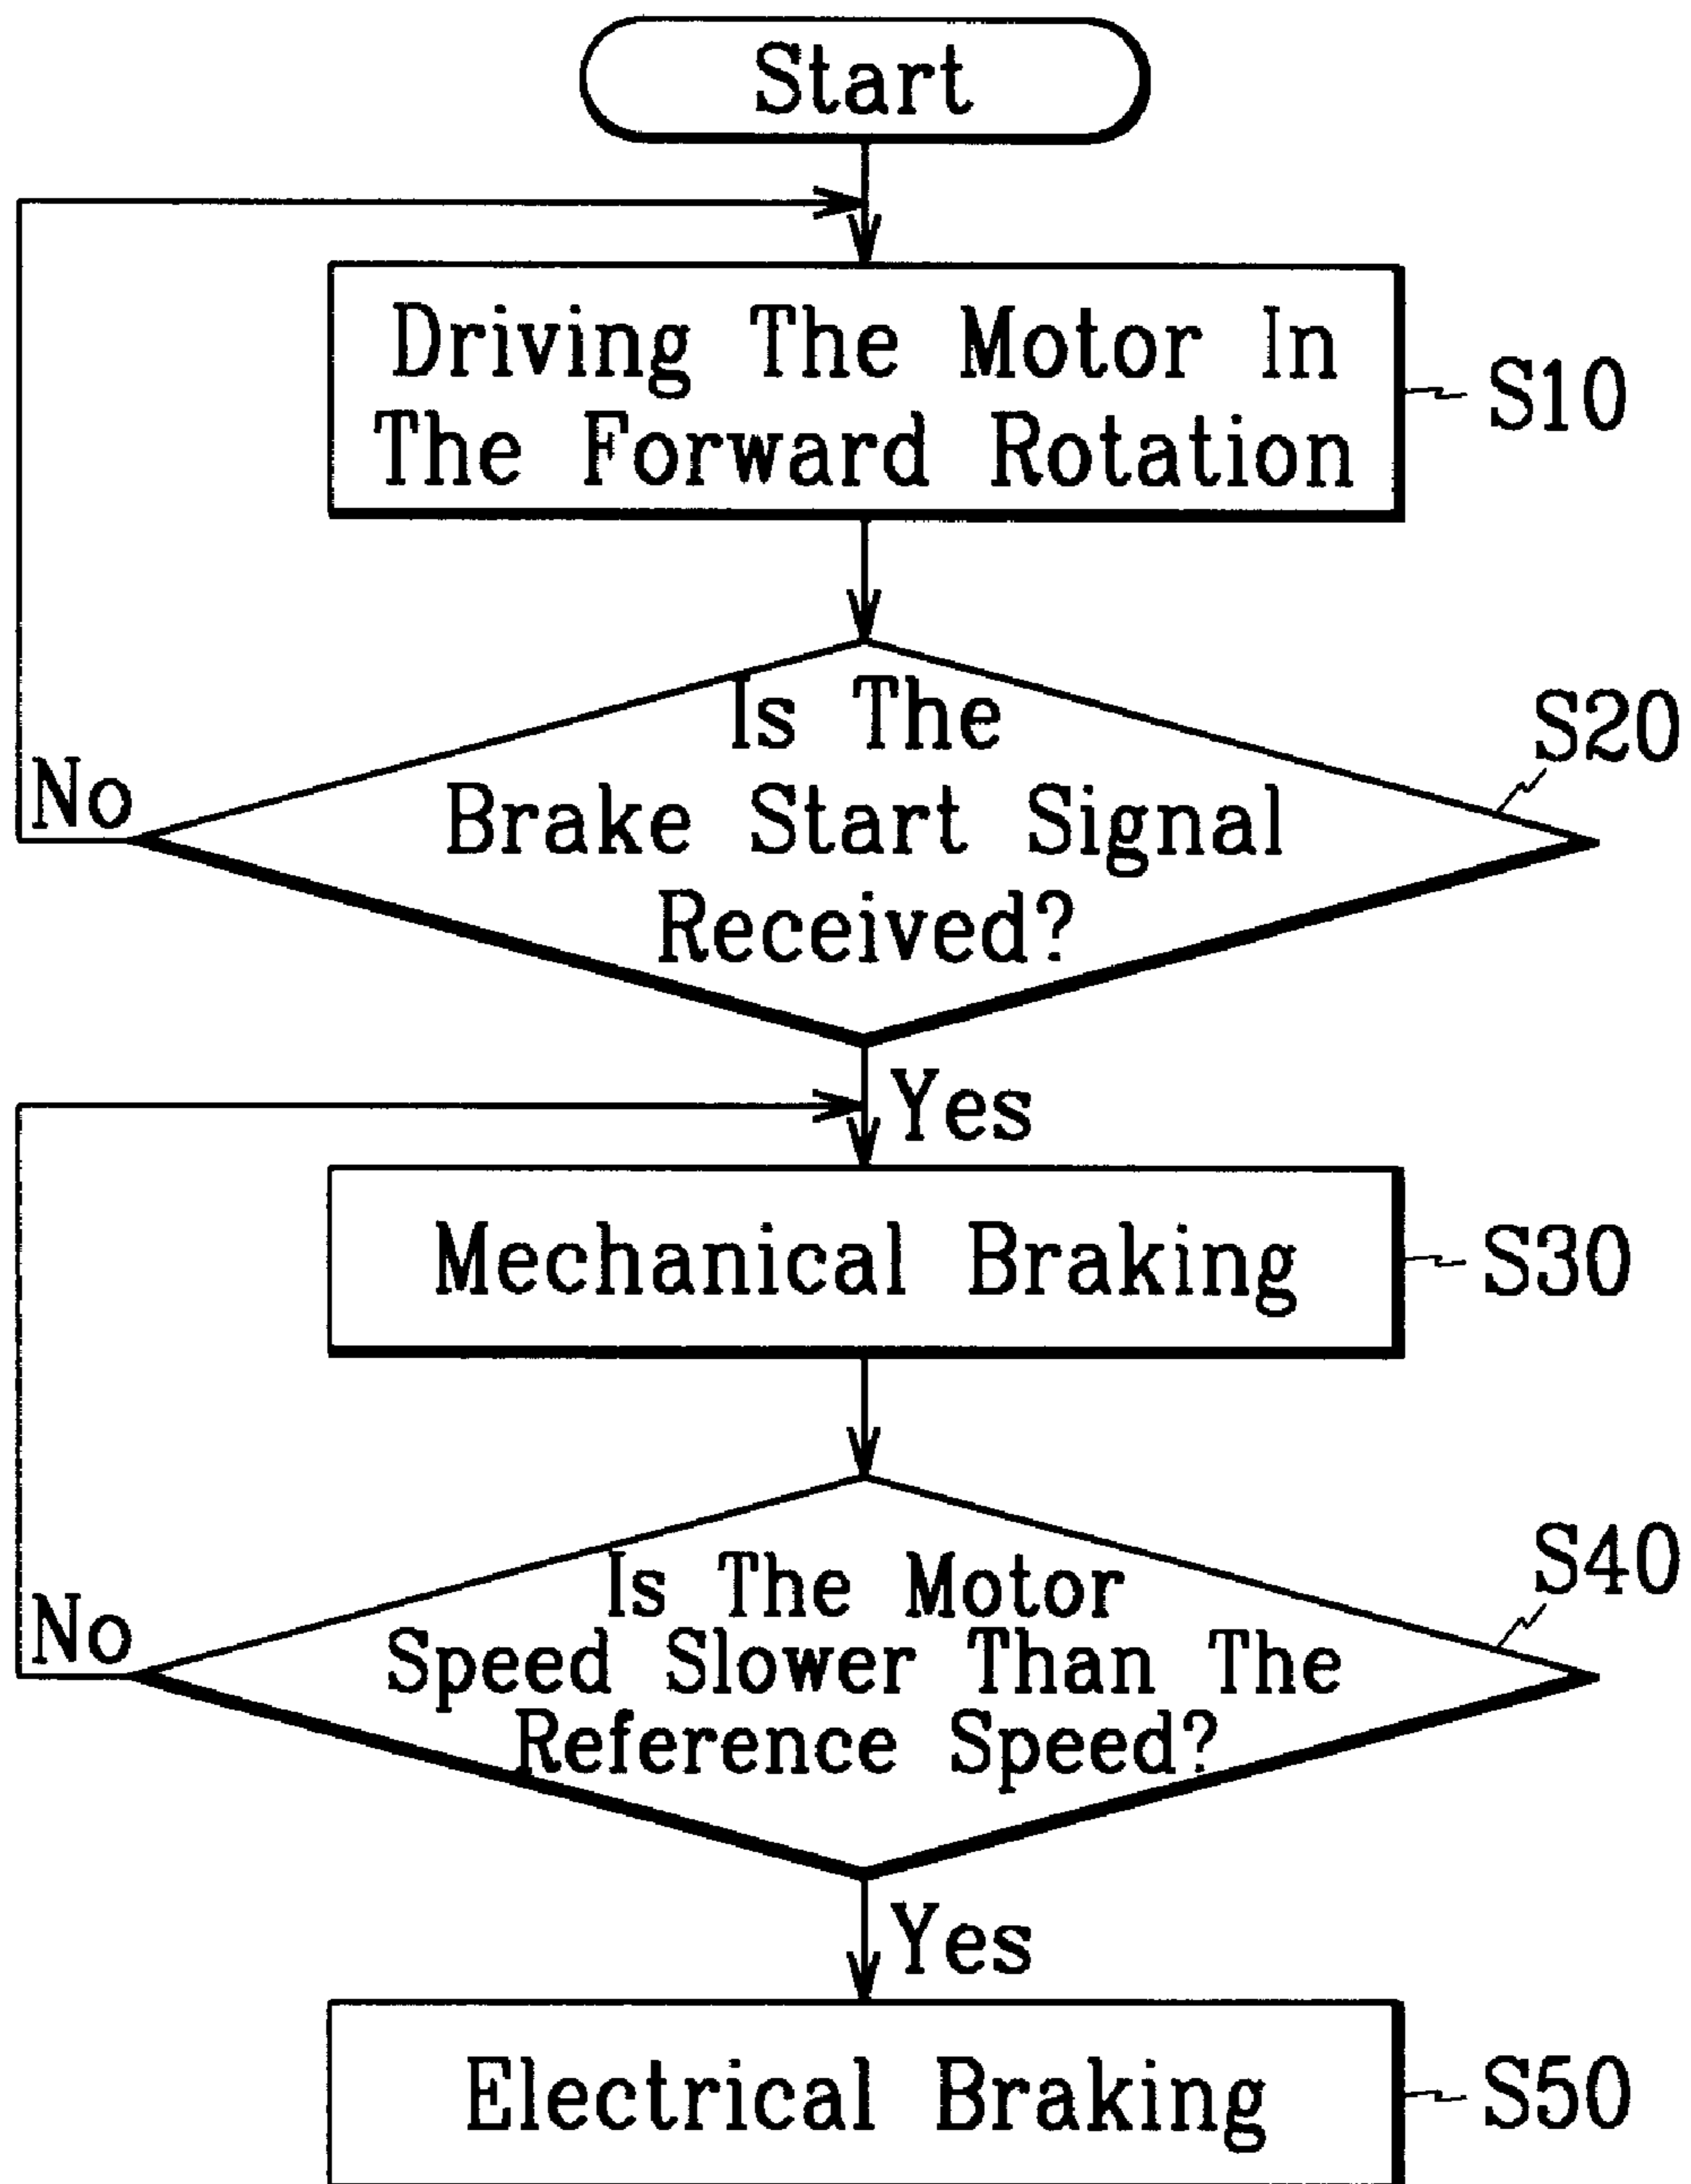 Start
Driving The Motor In
The Forward Rotation
S10
Is The
Brake Start Signal
Received?
S20
No
Yes
Mechanical Braking
S30
Is The Motor
Speed Slower Than The
Reference Speed?
S40
No
Yes
Electrical Braking
S50